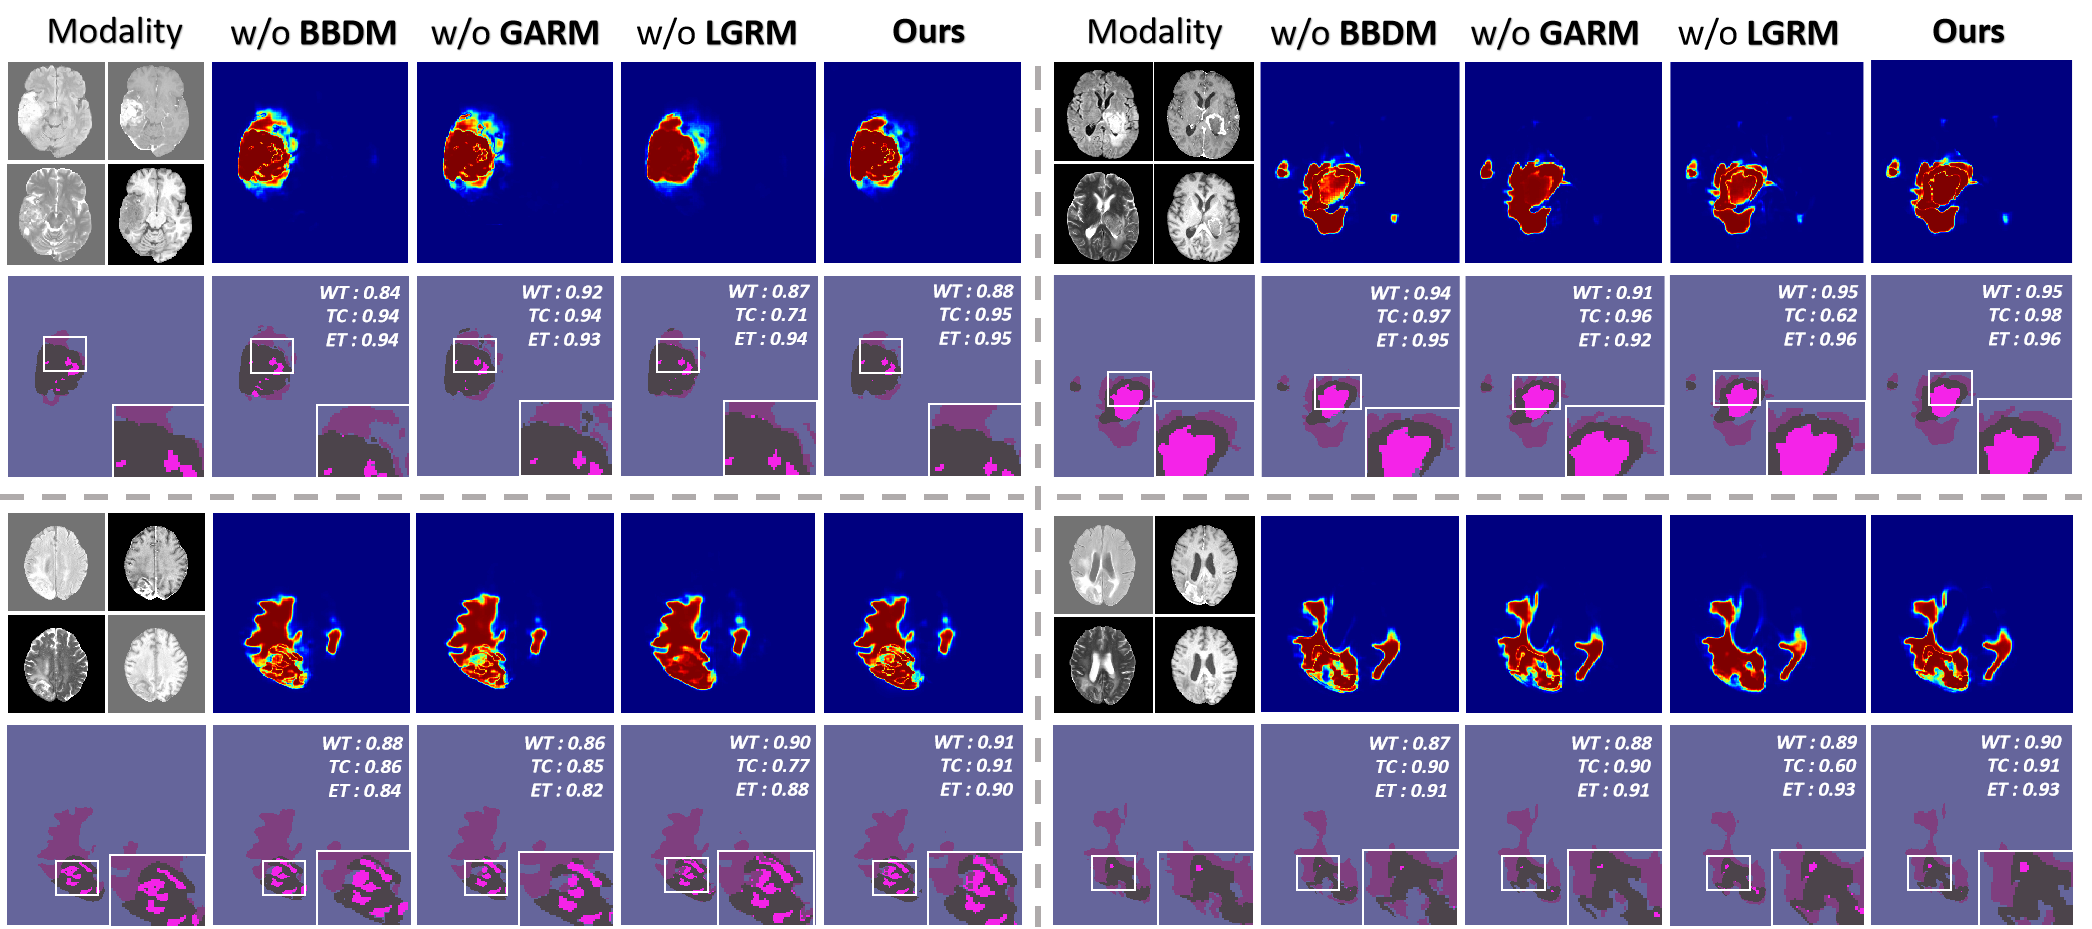 Modality w/o BBDM w/o GARM w/o LGRM Ours
Modality w/o BBDM w/o GARM w/o LGRM Ours
WT : 0.84
TC : 0.94
ET : 0.94
WT : 0.92
TC : 0.94
ET : 0.93
WT : 0.87
TC : 0.71
ET : 0.94
WT : 0.88
TC : 0.95
ET : 0.95
WT : 0.94
TC : 0.97
ET : 0.95
WT : 0.91
TC : 0.96
ET : 0.92
WT : 0.95
TC : 0.62
ET : 0.96
WT : 0.95
TC : 0.98
ET : 0.96
WT : 0.88
TC : 0.86
ET : 0.84
WT : 0.86
TC : 0.85
ET : 0.82
WT : 0.90
TC : 0.77
ET : 0.88
WT : 0.91
TC : 0.91
ET : 0.90
WT : 0.87
TC : 0.90
ET : 0.91
WT : 0.88
TC : 0.90
ET : 0.91
WT : 0.89
TC : 0.60
ET : 0.93
WT : 0.90
TC : 0.91
ET : 0.93